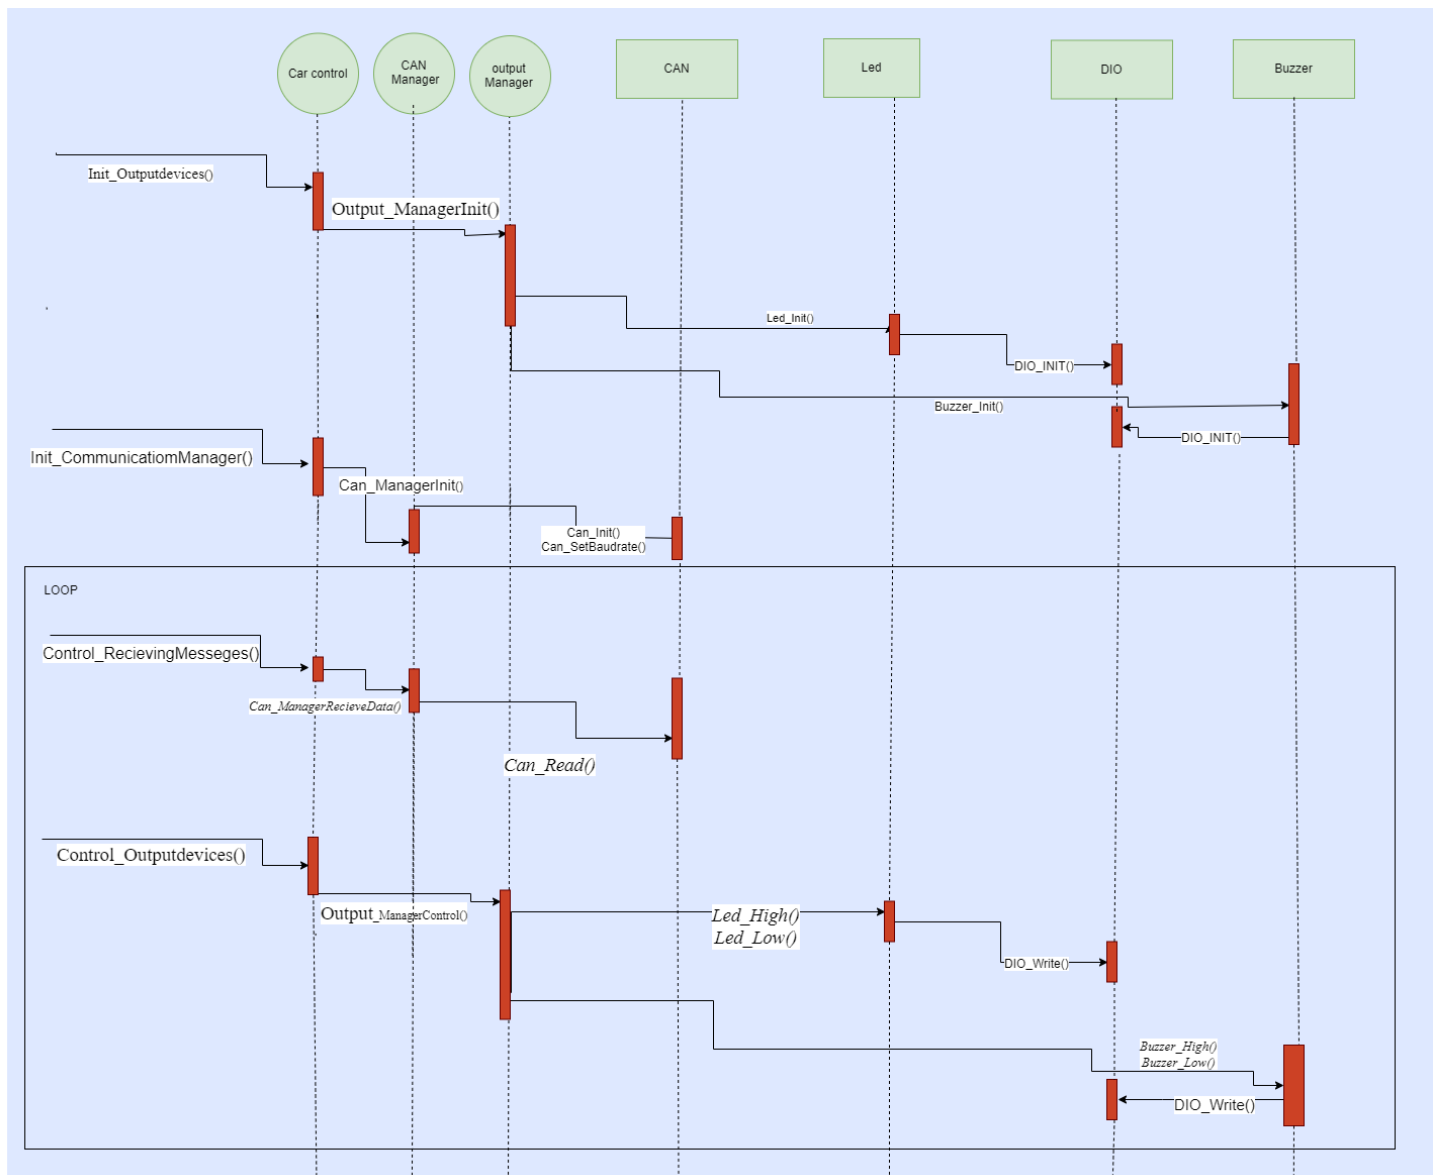 Car control
CAN
Manager
output
Manager
CAN
Led
DIO
Buzzer
Init_Outputdevices()
Output_ManagerInit()
Led_Init()
DIO_INIT()
Buzzer_Init()
DIO_INIT()
Init_CommunicatiomManager()
Can_ManagerInit()
Can_Init()
Can_SetBaudrate()
LOOP
Control_RecievingMesseges()
Can_ManagerRecieveData()
Can_Read()
Control_Outputdevices()
Output_ManagerControl()
Led_High()
Led_Low()
DIO_Write()
Buzzer_High()
Buzzer_Low()
DIO_Write()